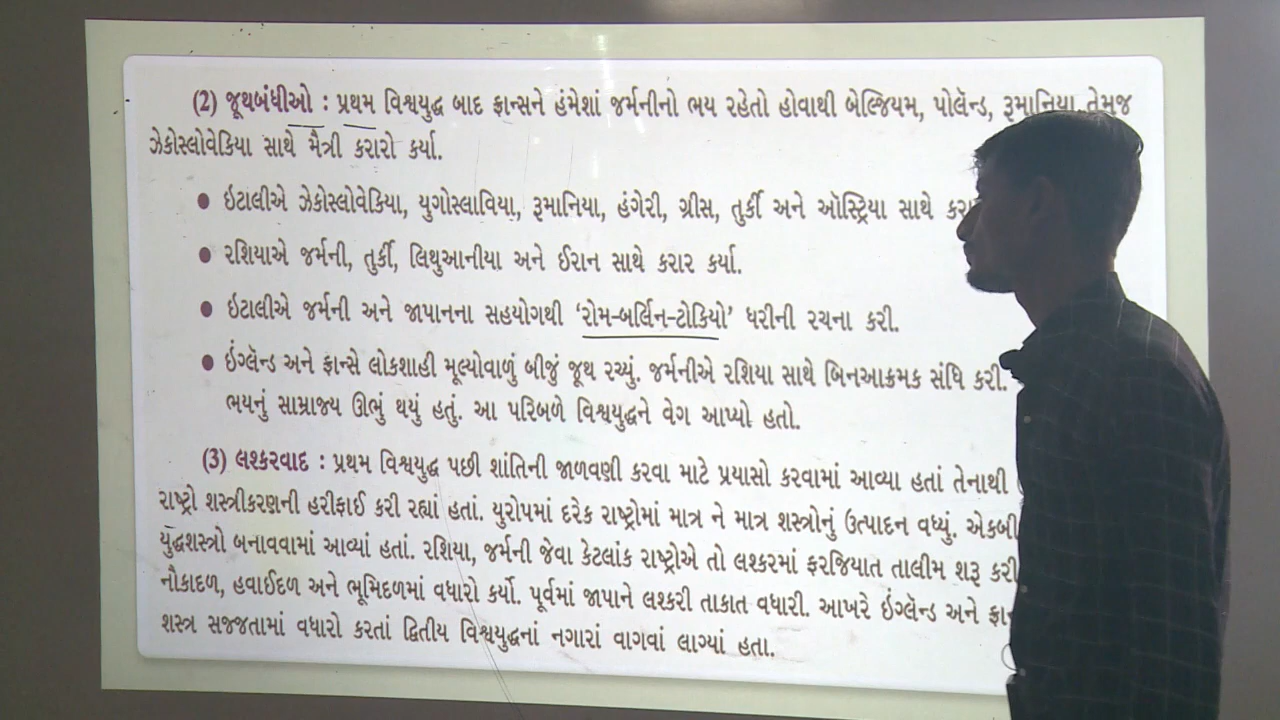 (2) જૂથબંધીઓ : પ્રથમ વિશ્વયુદ્ધ બાદ ફ્રાન્સને હંમેશાં જર્મનીનો ભય રહેતો હોવાથી બેલ્જિયમ, પોલૅન્ડ, રૂમાનિયા તેમજ
ઝેકોસ્લોવેકિયા સાથે મૈત્રી કરારો કર્યા.
● ઇટાલીએ ઝેકોસ્લોવેકિયા, યુગોસ્લાવિયા, રૂમાનિયા, હંગેરી, ગ્રીસ, તુર્કી અને ઑસ્ટ્રિયા સાથે
● રશિયાએ જર્મની, તુર્કી, લિથુઆનીયા અને ઈરાન સાથે કરાર કર્યા.
● ઇટાલીએ જર્મની અને જાપાનના સહયોગથી ‘રોમ-બર્લિન-ટોકિયો’ ધરીની રચના કરી.
● ઇંગ્લૅન્ડ અને ફ્રાન્સે લોકશાહી મૂલ્યોવાળું બીજું જૂથ રચ્યું. જર્મનીએ રશિયા સાથે બિનઆક્રમક સંધિ કરી.
ભયનું સામ્રાજ્ય ઊભું થયું હતું. આ પરિબળે વિશ્વયુદ્ધને વેગ આપ્યો હતો.
(3) લશ્કરવાદ : પ્રથમ વિશ્વયુદ્ધ પછી શાંતિની જાળવણી કરવા માટે પ્રયાસો કરવામાં આવ્યા હતાં તેનાથી
રાષ્ટ્રો શસ્ત્રીકરણની હરીફાઈ કરી રહ્યાં હતાં. યુરોપમાં દરેક રાષ્ટ્રોમાં માત્ર ને માત્ર શસ્ત્રોનું ઉત્પાદન વધ્યું.
યુદ્ધશસ્ત્રો બનાવવામાં આવ્યાં હતાં. રશિયા, જર્મની જેવા કેટલાંક રાષ્ટ્રોએ તો લશ્કરમાં ફરજિયાત તાલીમ શરૂ કરી
નૌકાદળ, હવાઈદળ અને ભૂમિદળમાં વધારો કર્યો. પૂર્વમાં જાપાને લશ્કરી તાકાત વધારી. આખરે ઇંગ્લૅન્ડ અને
શસ્ત્ર સજ્જતામાં વધારો કરતાં દ્વિતીય વિશ્વયુદ્ધનાં નગારાં વાગવાં લાગ્યાં હતા.